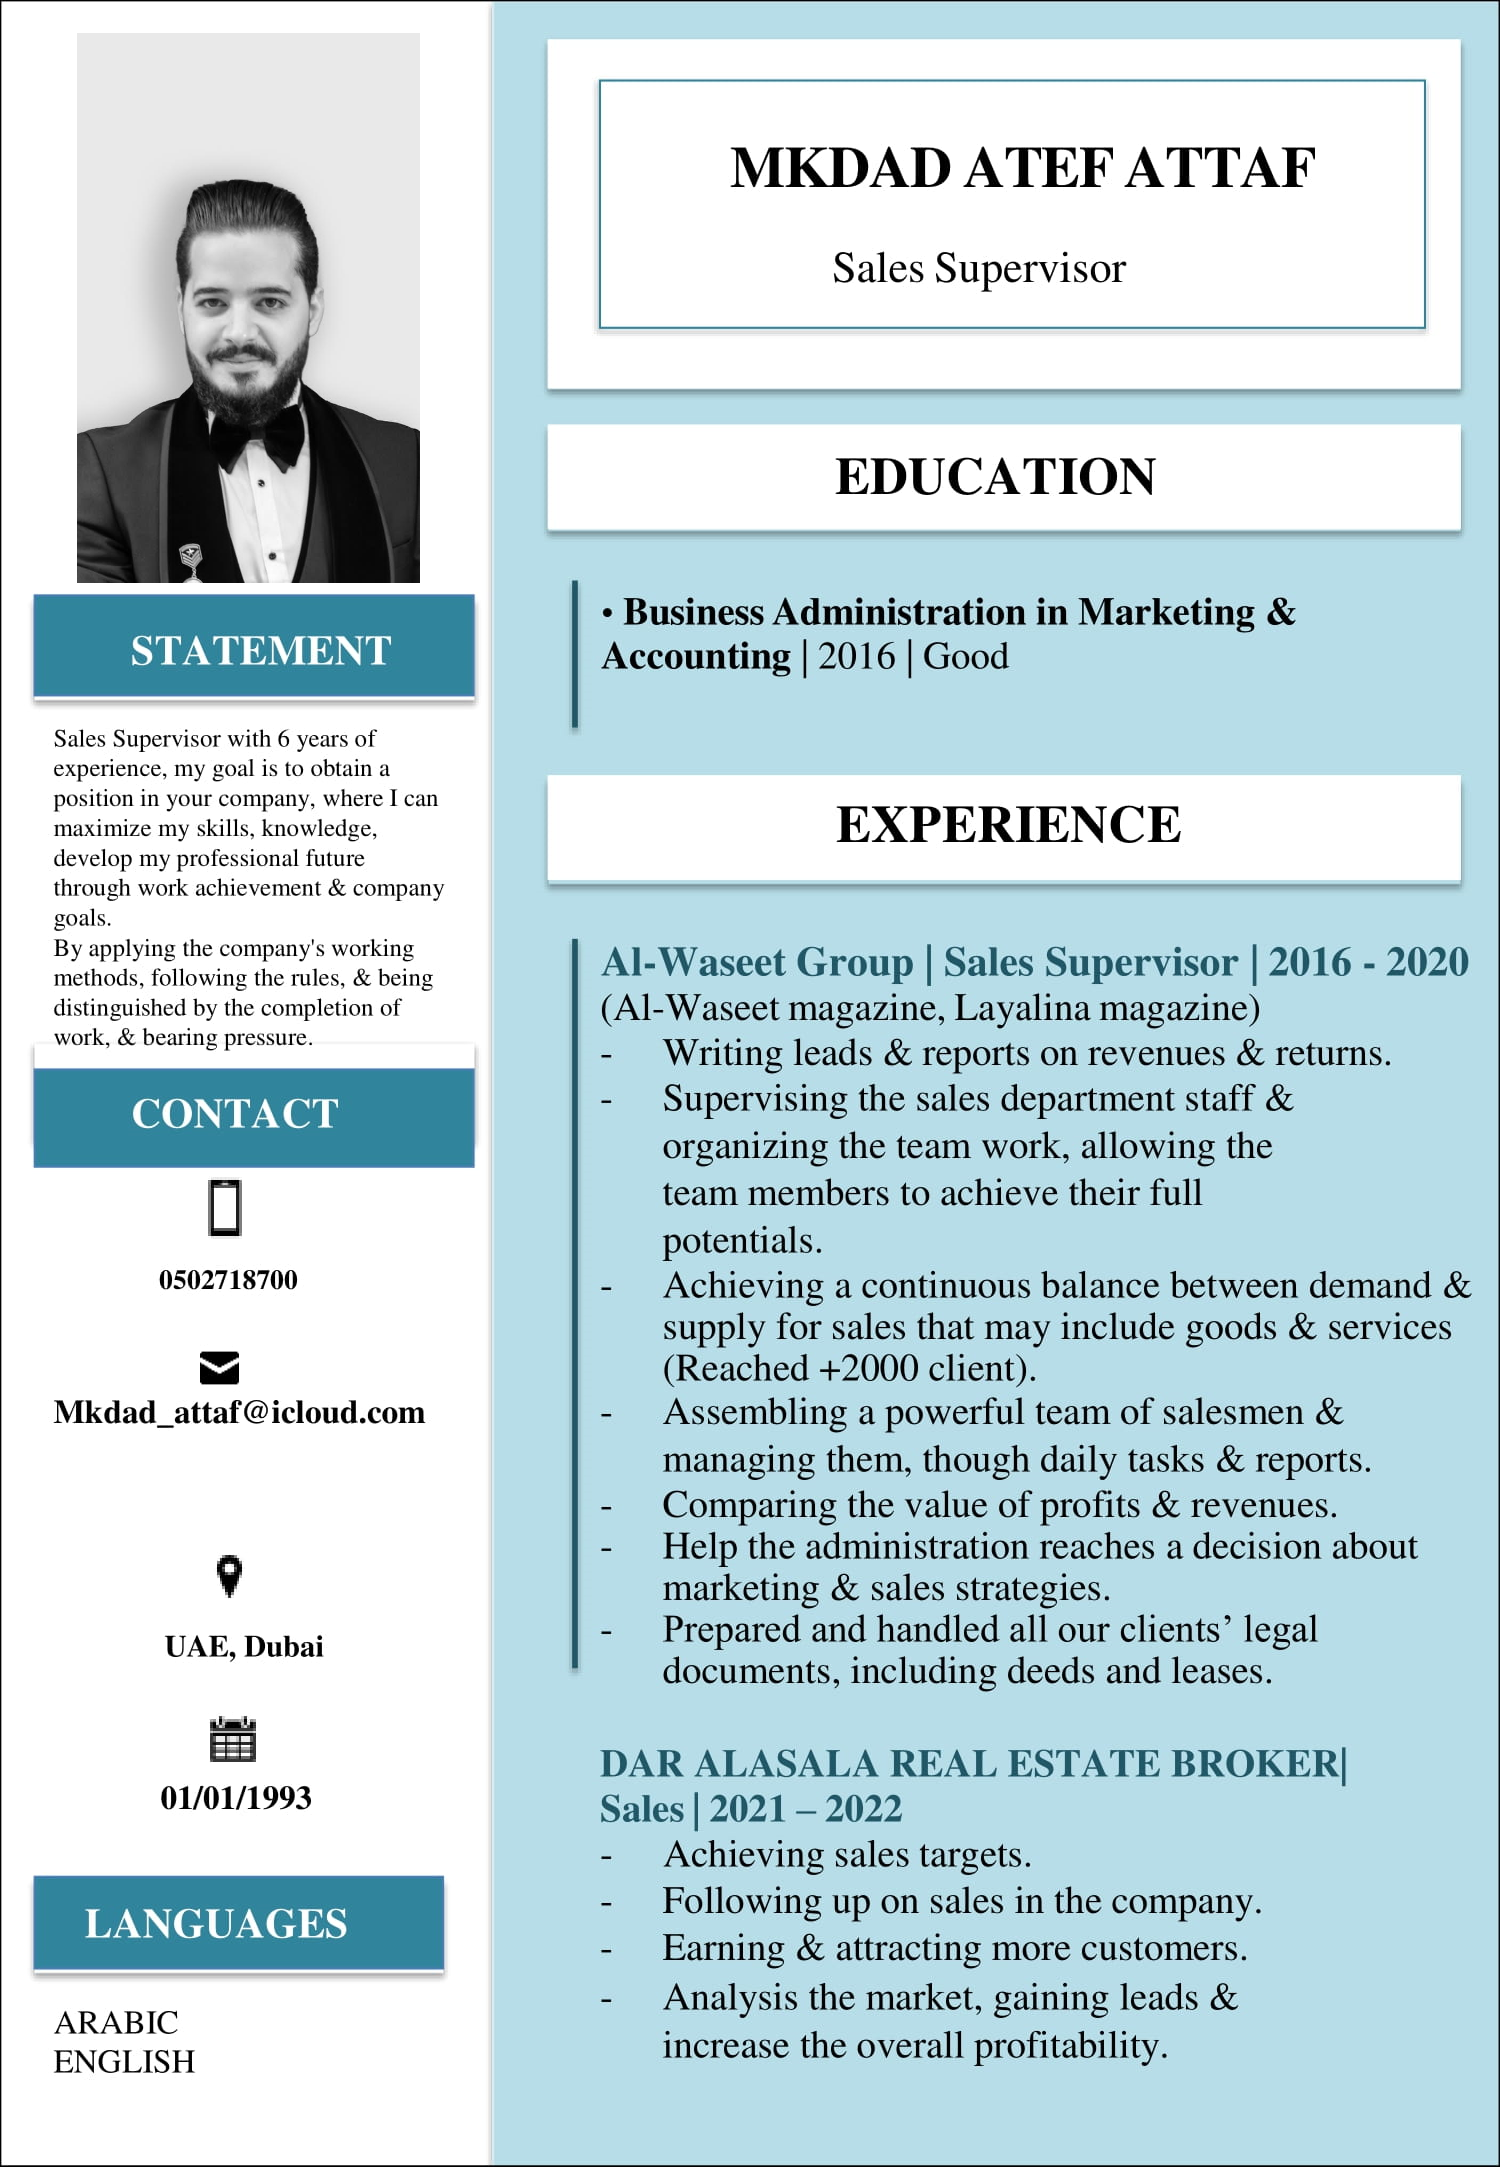 MKDAD ATEF ATTAF
Sales Supervisor
STATEMENT
Sales Supervisor with 6 years of
experience, my goal is to obtain a
position in your company, where I can
maximize my skills, knowledge,
develop my professional future
through work achievement & company
goals.
By applying the company's working
methods, following the rules, & being
distinguished by the completion of
work, & bearing pressure.
CONTACT
0502718700
Mkdad_attaf@icloud.com
UAE, Dubai
01/01/1993
LANGUAGES
ARABIC
ENGLISH
EDUCATION
• Business Administration in Marketing &
Accounting | 2016 | Good
EXPERIENCE
Al-Waseet Group | Sales Supervisor | 2016 - 2020
(Al-Waseet magazine, Layalina magazine)
- Writing leads & reports on revenues & returns.
- Supervising the sales department staff &
organizing the team work, allowing the
team members to achieve their full
potentials.
- Achieving a continuous balance between demand &
supply for sales that may include goods & services
(Reached +2000 client).
- Assembling a powerful team of salesmen &
managing them, though daily tasks & reports.
- Comparing the value of profits & revenues.
- Help the administration reaches a decision about
marketing & sales strategies.
- Prepared and handled all our clients’ legal
documents, including deeds and leases.
DAR ALASALA REAL ESTATE BROKER|
Sales | 2021 – 2022
- Achieving sales targets.
- Following up on sales in the company.
- Earning & attracting more customers.
- Analysis the market, gaining leads &
increase the overall profitability.